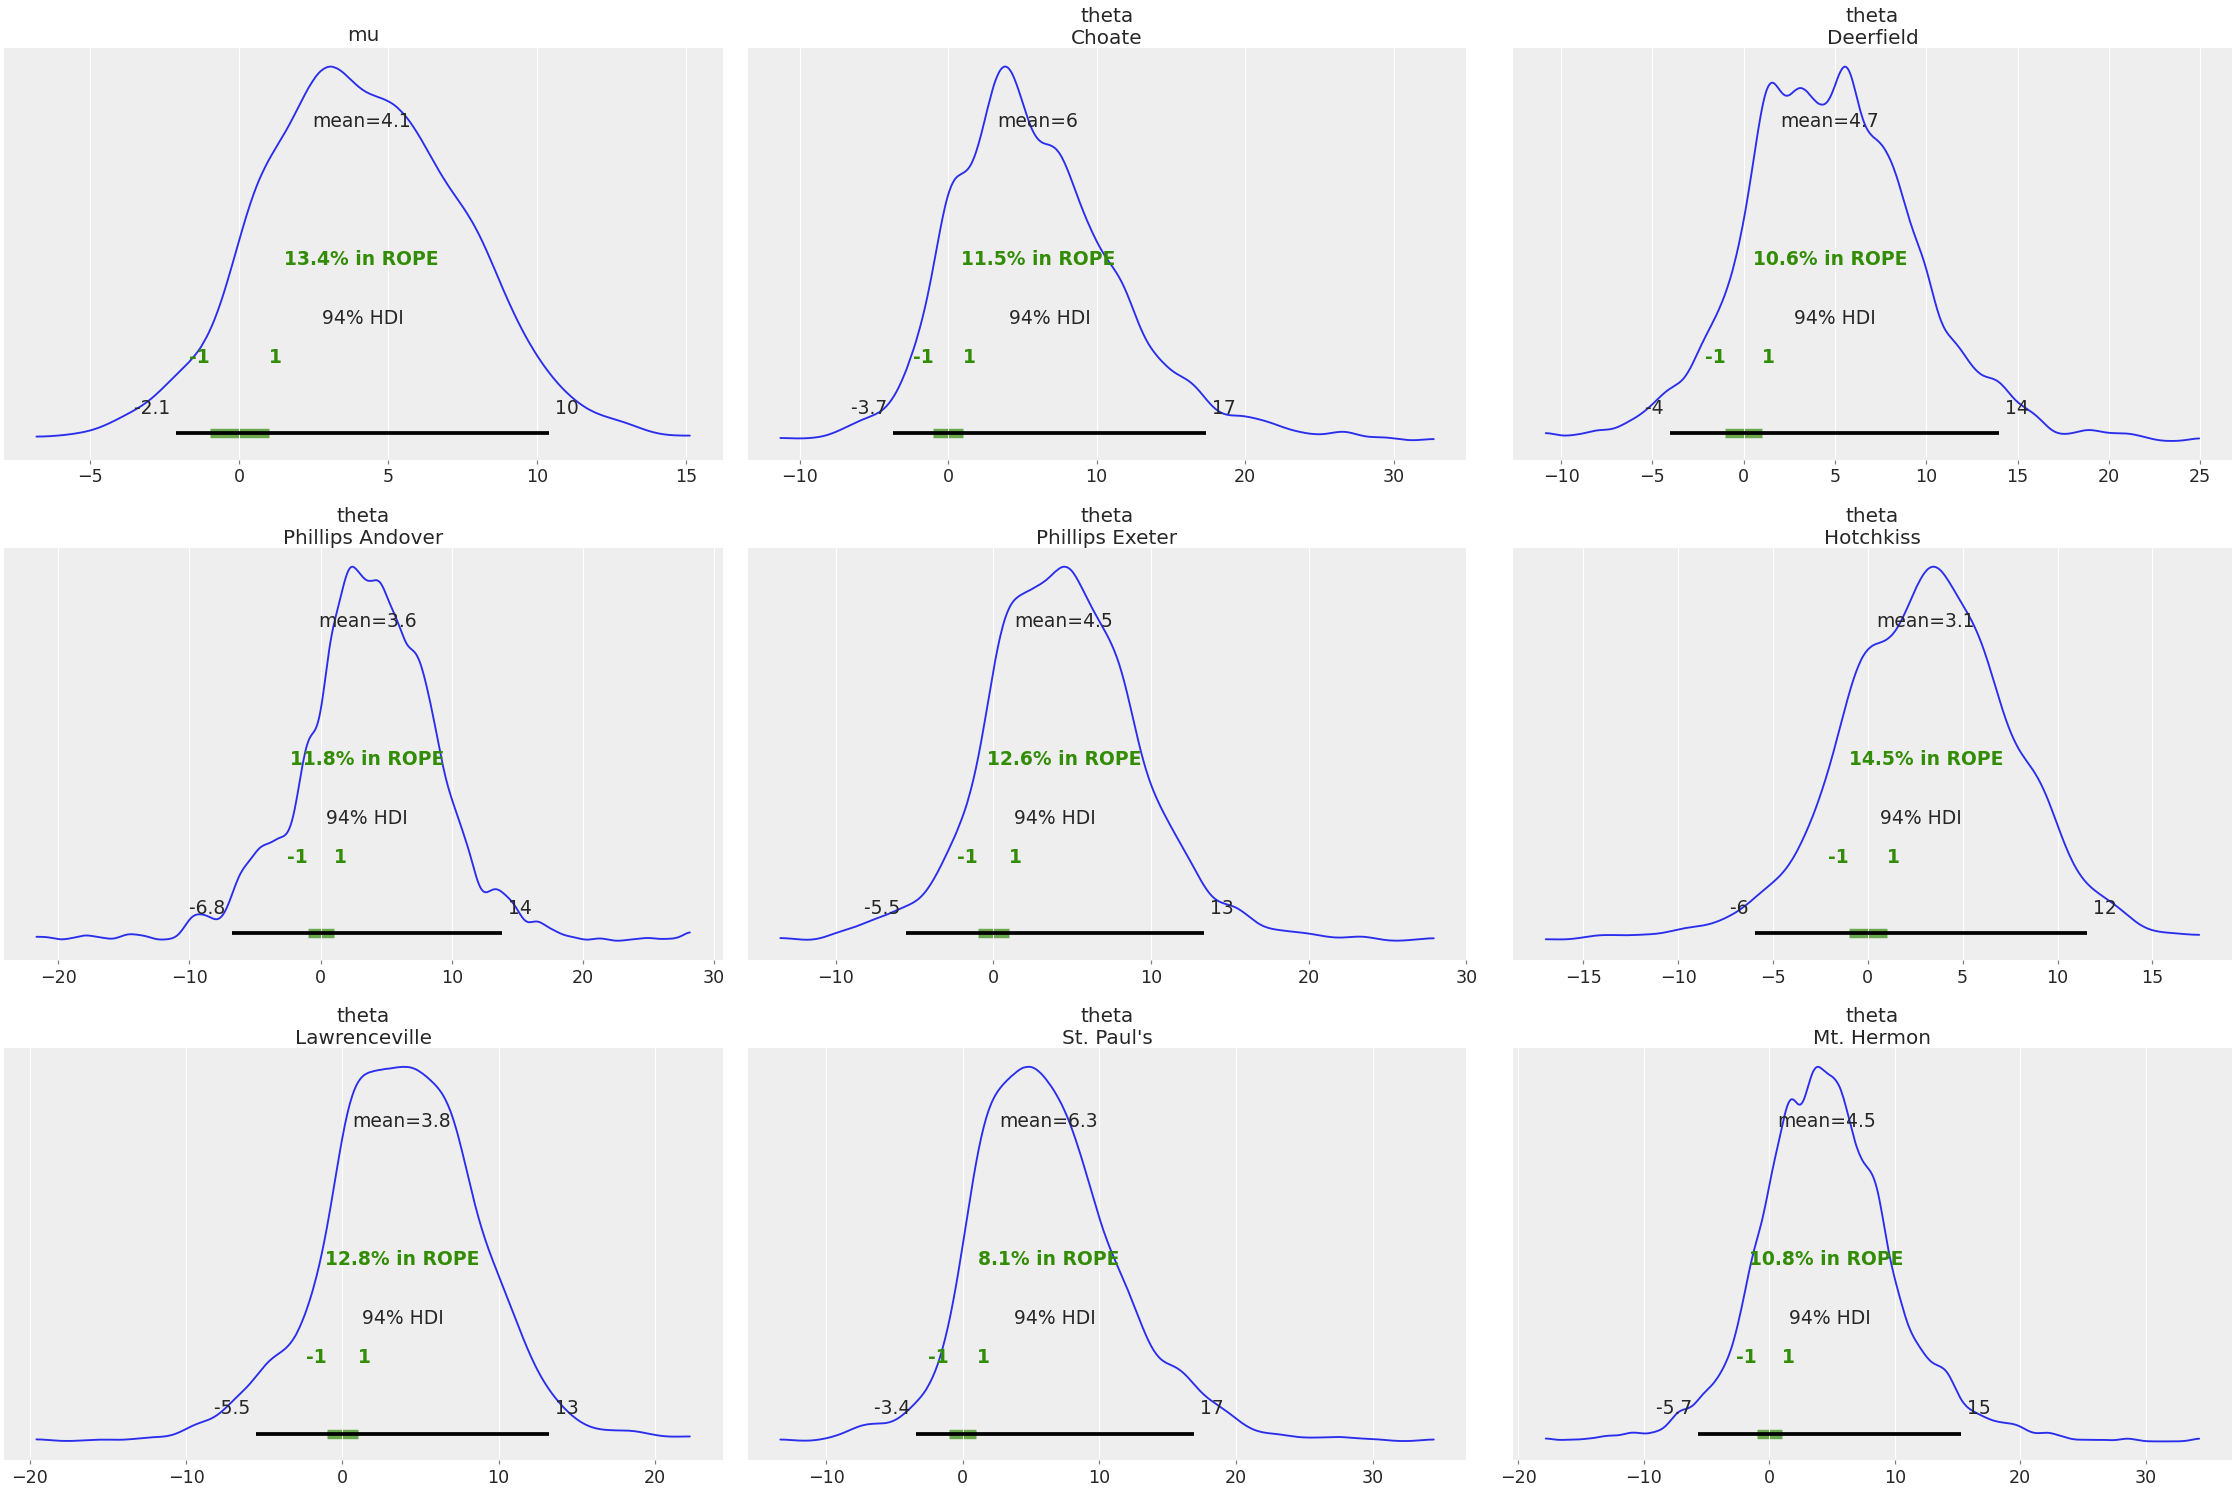 mu
mean=4.1
13.4% in ROPE
94% HDI
-1 1
-2.1 10
−5 0 5 10 15
theta
Choate
mean=6
11.5% in ROPE
94% HDI
-1 1
-3.7 17
−10 0 10 20 30
theta
Deerfield
mean=4.7
10.6% in ROPE
94% HDI
-1 1
-4 14
−10 −5 0 5 10 15 20 25
theta
Phillips Andover
mean=3.6
11.8% in ROPE
94% HDI
-1 1
-6.8 14
−20 −10 0 10 20 30
theta
Phillips Exeter
mean=4.5
12.6% in ROPE
94% HDI
-1 1
-5.5 13
−10 0 10 20 30
theta
Hotchkiss
mean=3.1
14.5% in ROPE
94% HDI
-1 1
-6 12
−15 −10 −5 0 5 10 15
theta
Lawrenceville
mean=3.8
12.8% in ROPE
94% HDI
-1 1
-5.5 13
−20 −10 0 10 20
theta
St. Paul's
mean=6.3
8.1% in ROPE
94% HDI
-1 1
-3.4 17
−10 0 10 20 30
theta
Mt. Hermon
mean=4.5
10.8% in ROPE
94% HDI
-1 1
-5.7 15
−20 −10 0 10 20 30